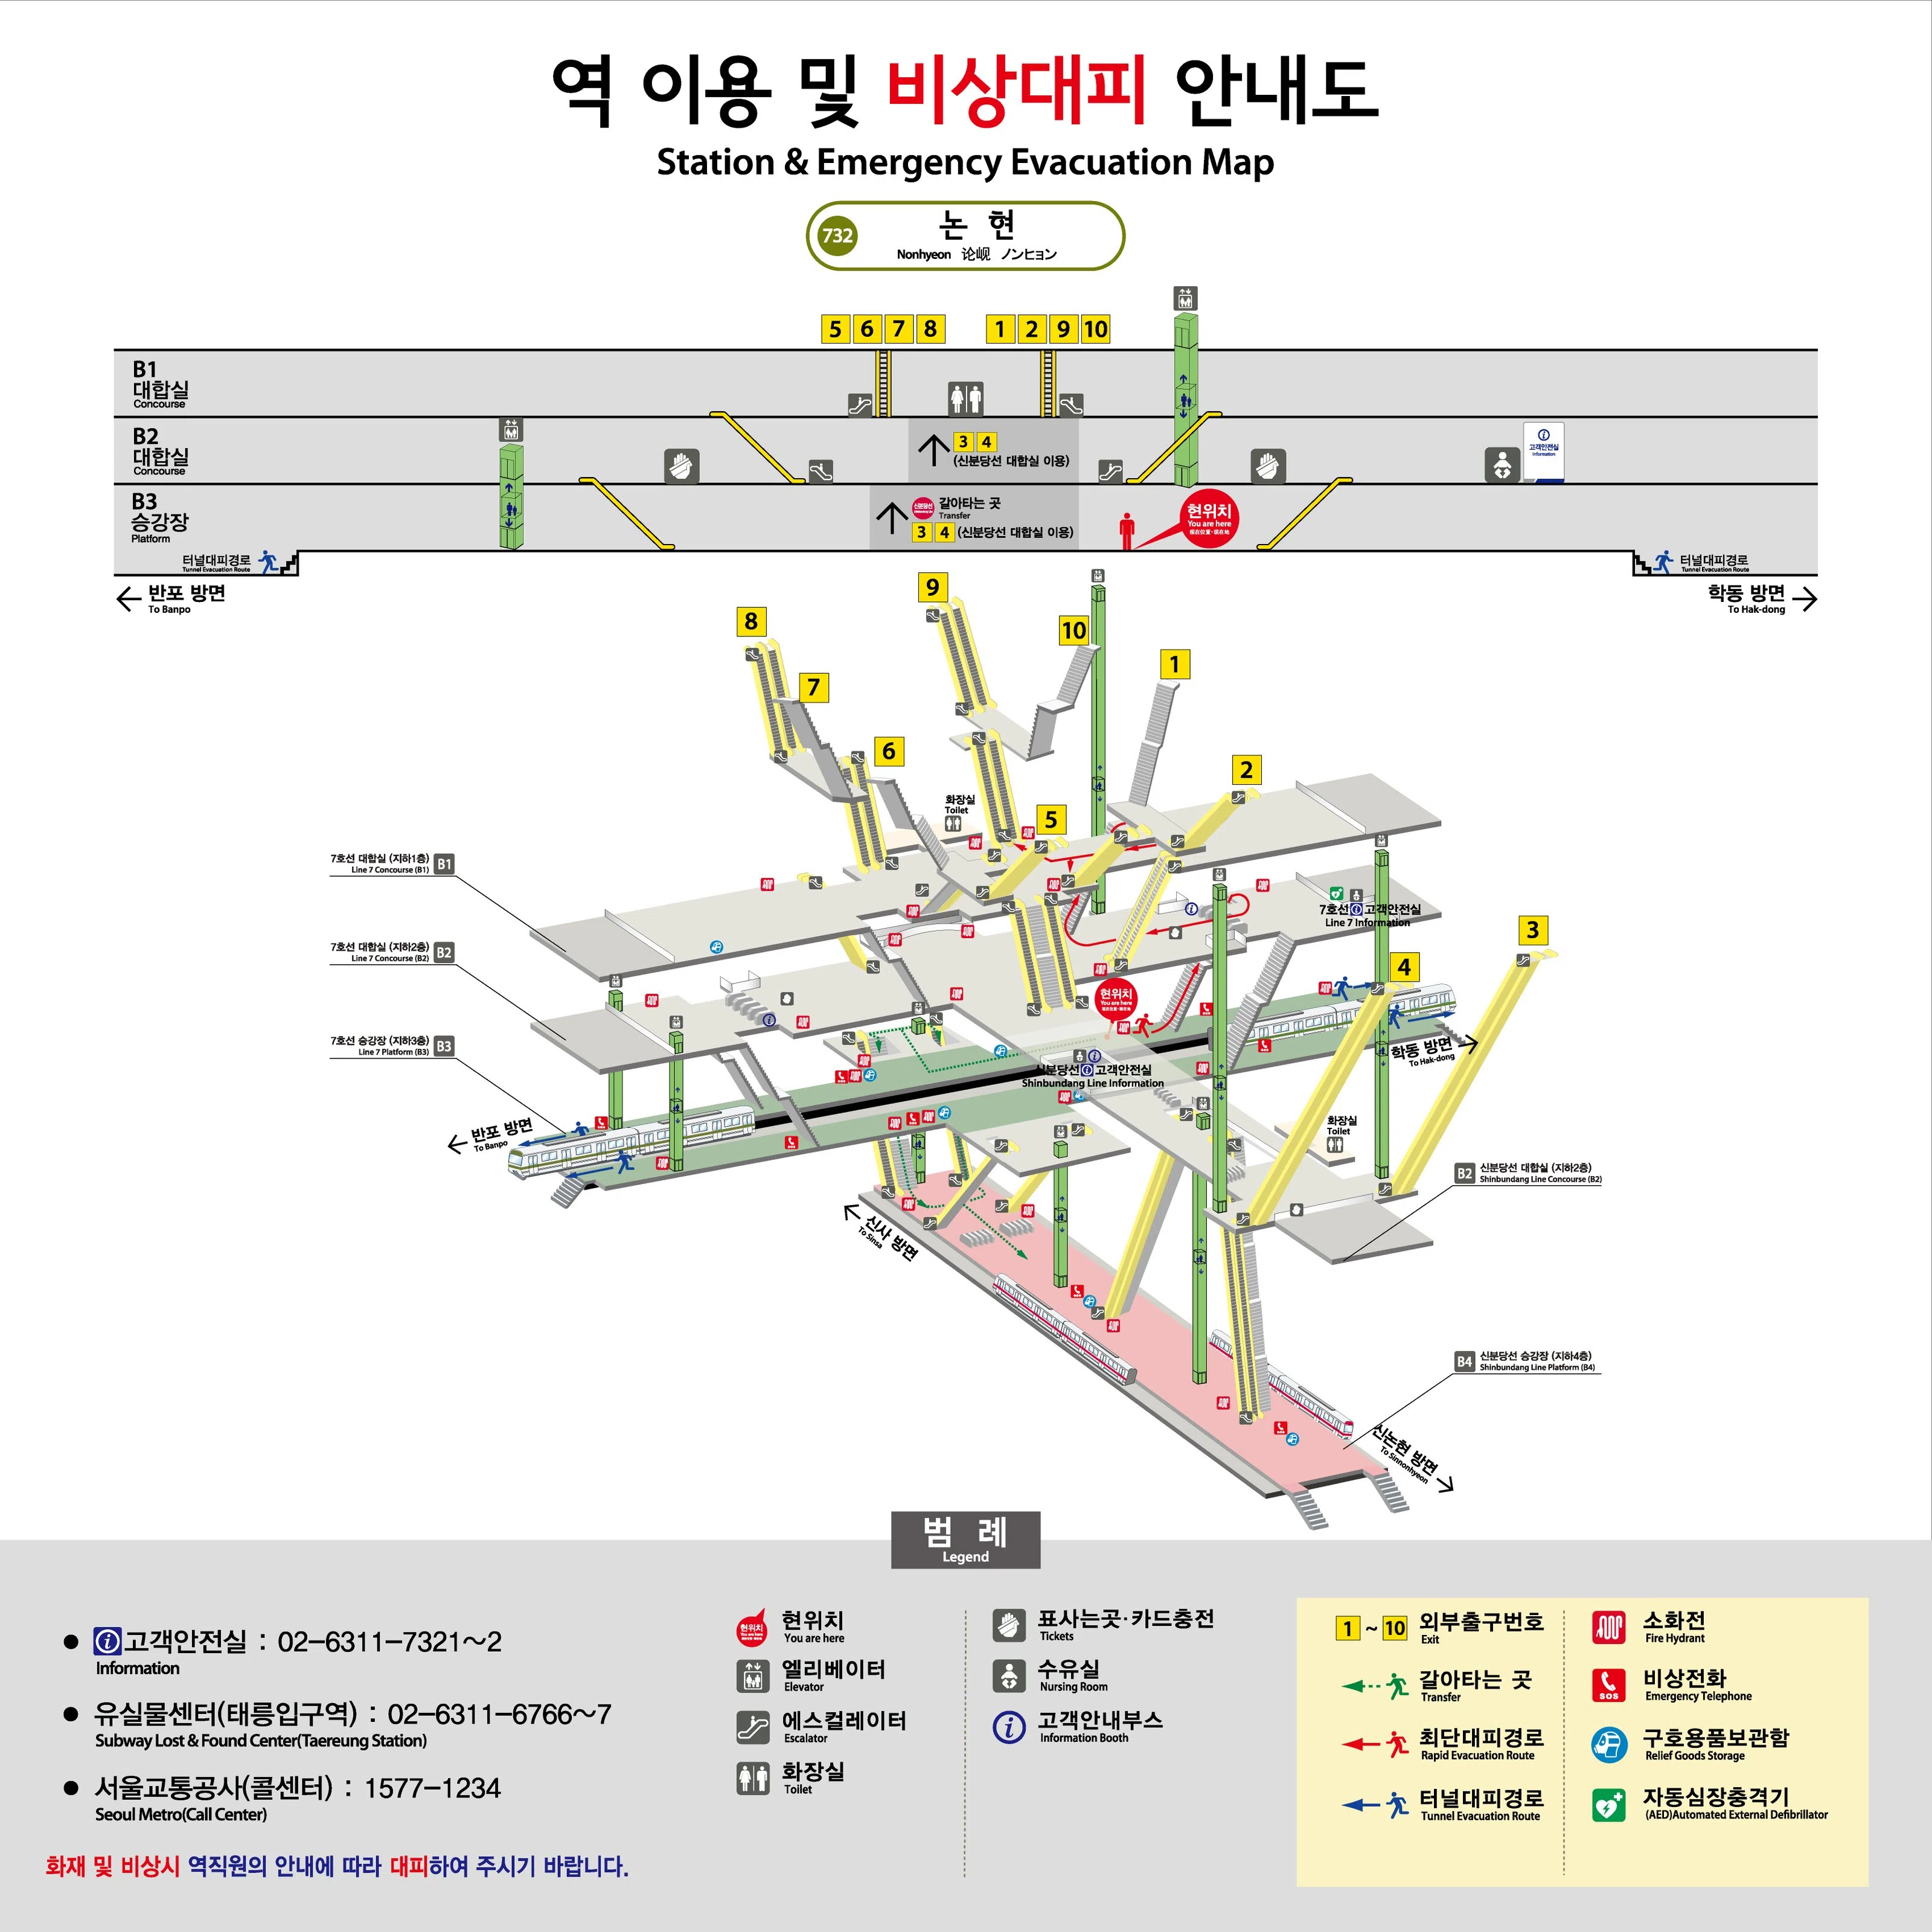 역 이용 및 비상대피 안내도
Station & Emergency Evacuation Map
732
논 현
Nonhyeon 论岘 ノンヒョン
5 6 7 8
1 2 9 10
B1
대합실
Concourse
B2
대합실
Concourse
3 4
(신분당선 대합실 이용)
고객안전실
Information
B3
승강장
Platform
신분당선
갈아타는 곳
Transfer
3 4 (신분당선 대합실 이용)
현위치
You are here
터널대피경로
Tunnel Evacuation Route
터널대피경로
Tunnel Evacuation Route
반포 방면
To Banpo
학동 방면
To Hak-dong
9
8
10
1
7
6
2
화장실
Toilet
5
7호선 대합실 (지하1층)
Line 7 Concourse (B1)
B1
7호선 고객안전실
Line 7 Information
3
7호선 대합실 (지하2층)
Line 7 Concourse (B2)
B2
4
현위치
You are here
7호선 승강장 (지하3층)
Line 7 Platform (B3)
B3
학동 방면
To Hak-dong
신분당선 고객안전실
Shinbundang Line Information
반포 방면
To Banpo
화장실
Toilet
B2
신분당선 대합실 (지하2층)
Shinbundang Line Concourse (B2)
신사 방면
To Sinsa
B4
신분당선 승강장 (지하4층)
Shinbundang Line Platform (B4)
신논현 방면
To Sinnonhyeon
범 례
Legend
고객안전실 : 02-6311-7321~2
Information
유실물센터(태릉입구역) : 02-6311-6766~7
Subway Lost & Found Center(Taereung Station)
서울교통공사(콜센터) : 1577-1234
Seoul Metro(Call Center)
화재 및 비상시 역직원의 안내에 따라 대피하여 주시기 바랍니다.
현위치
You are here
현위치
You are here
엘리베이터
Elevator
에스컬레이터
Escalator
화장실
Toilet
표사는곳·카드충전
Tickets
수유실
Nursing Room
고객안내부스
Information Booth
1 ~ 10 외부출구번호
Exit
갈아타는 곳
Transfer
최단대피경로
Rapid Evacuation Route
터널대피경로
Tunnel Evacuation Route
소화전
Fire Hydrant
SOS
비상전화
Emergency Telephone
구호용품보관함
Relief Goods Storage
자동심장충격기
(AED)Automated External Defibrillator